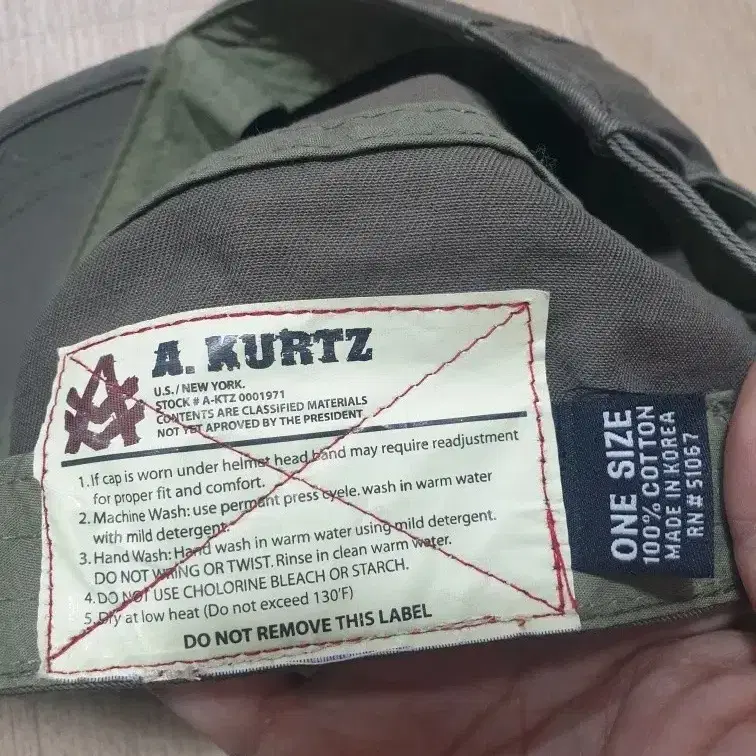 A. KURTZ
U.S./ NEW YORK.
STOCK # A-KTZ 0001971
CONTENTS ARE CLASSIFIED MATERIALS
NOT YET APROVED BY THE PRESIDENT
1. If cap is worn under helmet head band may require readjustment
for proper fit and comfort.
2. Machine Wash: use permant press cycle. wash in warm water
with mild detergent.
3. Hand Wash: Hand wash in warm water using mild detergent.
DO NOT WRING OR TWIST. Rinse in clean warm water.
4. DO NOT USE CHOLORINE BLEACH OR STARCH.
5. Dry at low heat (Do not exceed 130'F)
DO NOT REMOVE THIS LABEL
ONE SIZE
100% COTTON
MADE IN KOREA
RN # 51067